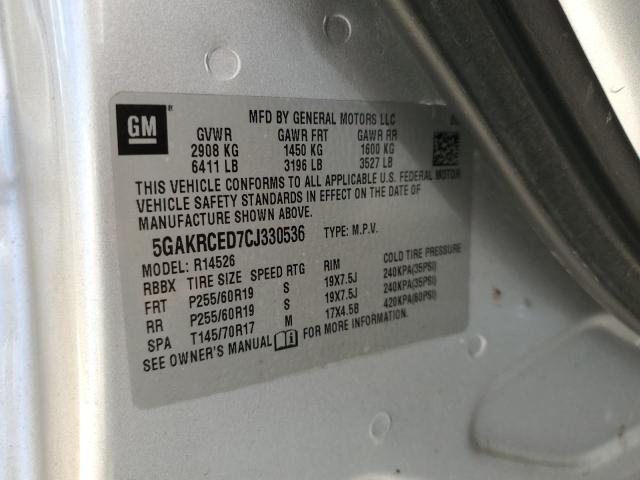 GM
MFD BY GENERAL MOTORS LLC
GVWR GAWR FRT GAWR RR
2908 KG 1450 KG 1600 KG
6411 LB 3196 LB 3527 LB
THIS VEHICLE CONFORMS TO ALL APPLICABLE U.S. FEDERAL MOTOR
VEHICLE SAFETY STANDARDS IN EFFECT ON THE DATE OF
MANUFACTURE SHOWN ABOVE.
5GAKRCED7CJ330536 TYPE: M.P.V.
MODEL: R14526
RBBX TIRE SIZE SPEED RTG RIM COLD TIRE PRESSURE
FRT P255/60R19 S 19X7.5J 240KPA(35PSI)
RR P255/60R19 S 19X7.5J 240KPA(35PSI)
SPA T145/70R17 M 17X4.5B 420KPA(60PSI)
SEE OWNER'S MANUAL FOR MORE INFORMATION.